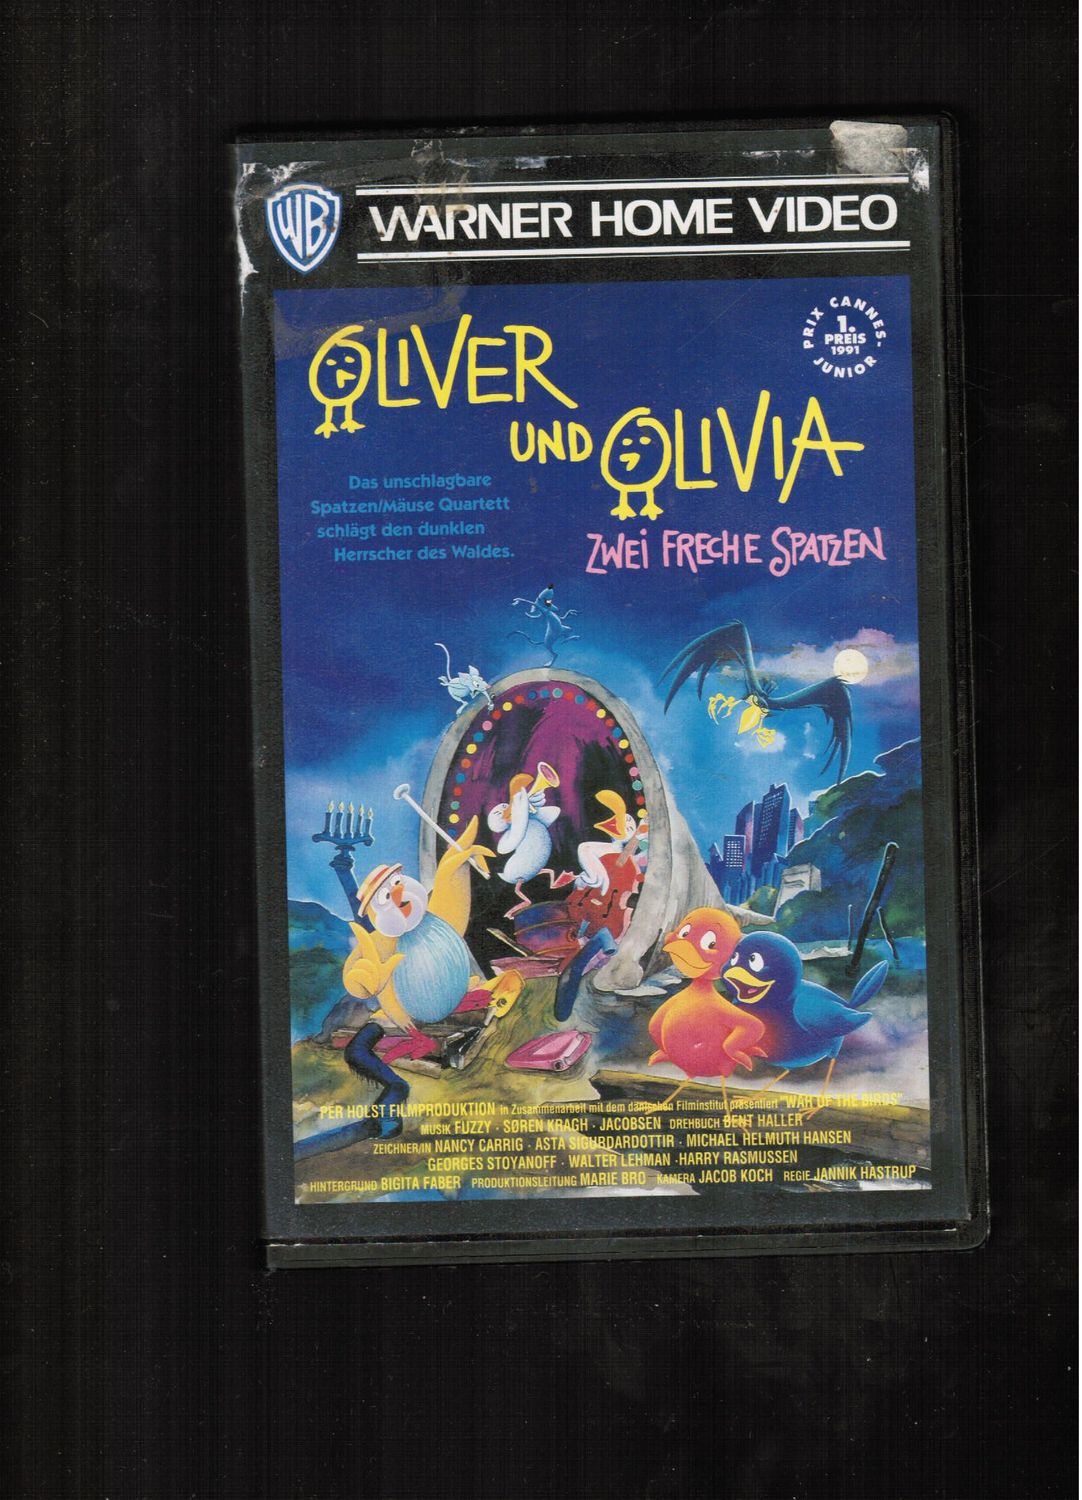 WB
WARNER HOME VIDEO
PRIX CANNES-JUNIOR
1.
PREIS
1991
OLIVER
UND OLIVIA
ZWEI FRECHE SPATZEN
Das unschlagbare
Spatzen/Mäuse Quartett
schlägt den dunklen
Herrscher des Waldes.
PER HOLST FILMPRODUKTION in Zusammenarbeit mit dem dänischen Filminstitut präsentiert "WAR OF THE BIRDS"
MUSIK FUZZY · SØREN KRAGH · JACOBSEN DREHBUCH BENT HALLER
ZEICHNER/IN NANCY CARRIG · ASTA SIGURDARDOTTIR · MICHAEL HELMUTH HANSEN
GEORGES STOYANOFF · WALTER LEHMAN · HARRY RASMUSSEN
HINTERGRUND BIGITA FABER PRODUKTIONSLEITUNG MARIE BRO KAMERA JACOB KOCH REGIE JANNIK HASTRUP